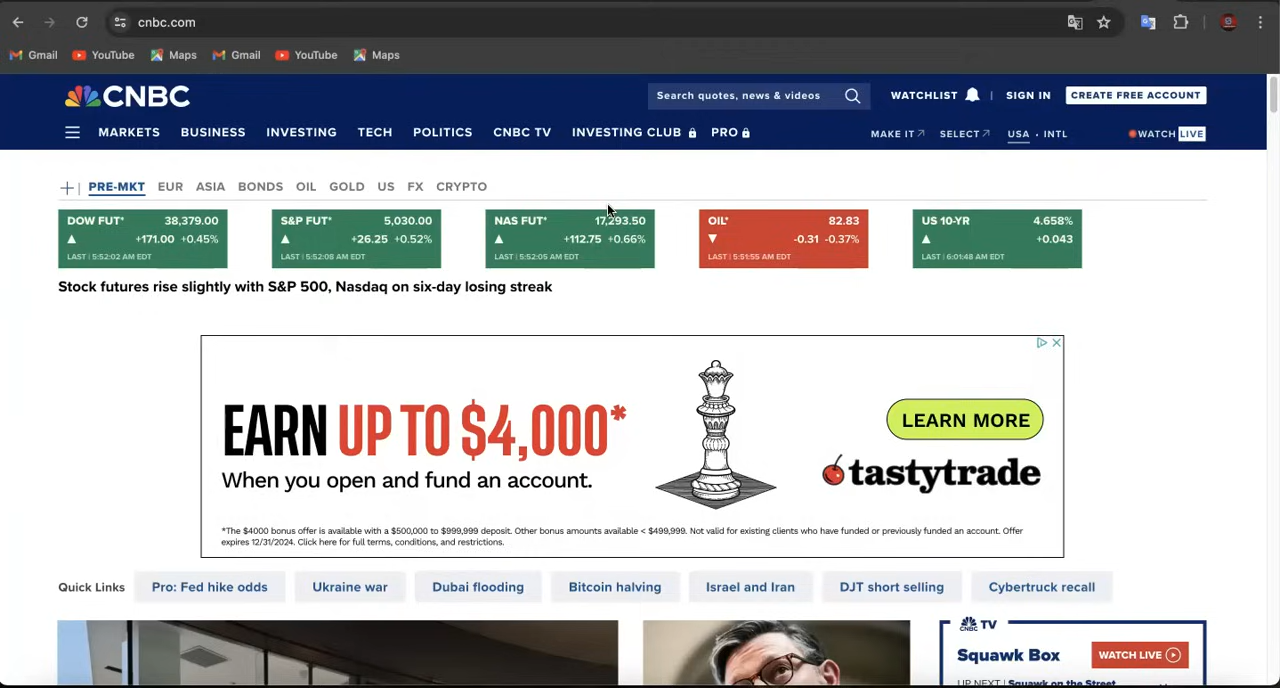 cnbc.com
Gmail YouTube Maps Gmail YouTube Maps
CNBC Search quotes, news & videos WATCHLIST | SIGN IN CREATE FREE ACCOUNT
MARKETS BUSINESS INVESTING TECH POLITICS CNBC TV INVESTING CLUB PRO MAKE IT SELECT USA • INTL WATCH LIVE
PRE-MKT EUR ASIA BONDS OIL GOLD US FX CRYPTO
DOW FUT* 38,379.00
+171.00 +0.45%
LAST | 5:52:02 AM EDT
S&P FUT* 5,030.00
+26.25 +0.52%
LAST | 5:52:08 AM EDT
NAS FUT* 17,293.50
+112.75 +0.66%
LAST | 5:52:05 AM EDT
OIL* 82.83
-0.31 -0.37%
LAST | 5:51:55 AM EDT
US 10-YR 4.658%
+0.043
LAST | 6:01:48 AM EDT
Stock futures rise slightly with S&P 500, Nasdaq on six-day losing streak
EARN UP TO $4,000*
When you open and fund an account.
LEARN MORE
tastytrade
*The $4000 bonus offer is available with a $500,000 to $999,999 deposit. Other bonus amounts available < $499,999. Not valid for existing clients who have funded or previously funded an account. Offer
expires 12/31/2024. Click here for full terms, conditions, and restrictions.
Quick Links Pro: Fed hike odds Ukraine war Dubai flooding Bitcoin halving Israel and Iran DJT short selling Cybertruck recall
CNBC TV
Squawk Box WATCH LIVE
UP NEXT | Squawk on the Street